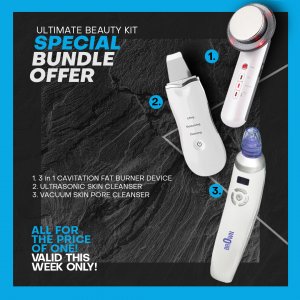 ULTIMATE BEAUTY KIT
SPECIAL
BUNDLE
OFFER
1.
2.
3.
1. 3 in 1 CAVITATION FAT BURNER DEVICE
2. ULTRASONIC SKIN CLEANSER
3. VACUUM SKIN PORE CLEANSER
ALL FOR
THE PRICE
OF ONE!
VALID THIS
WEEK ONLY!